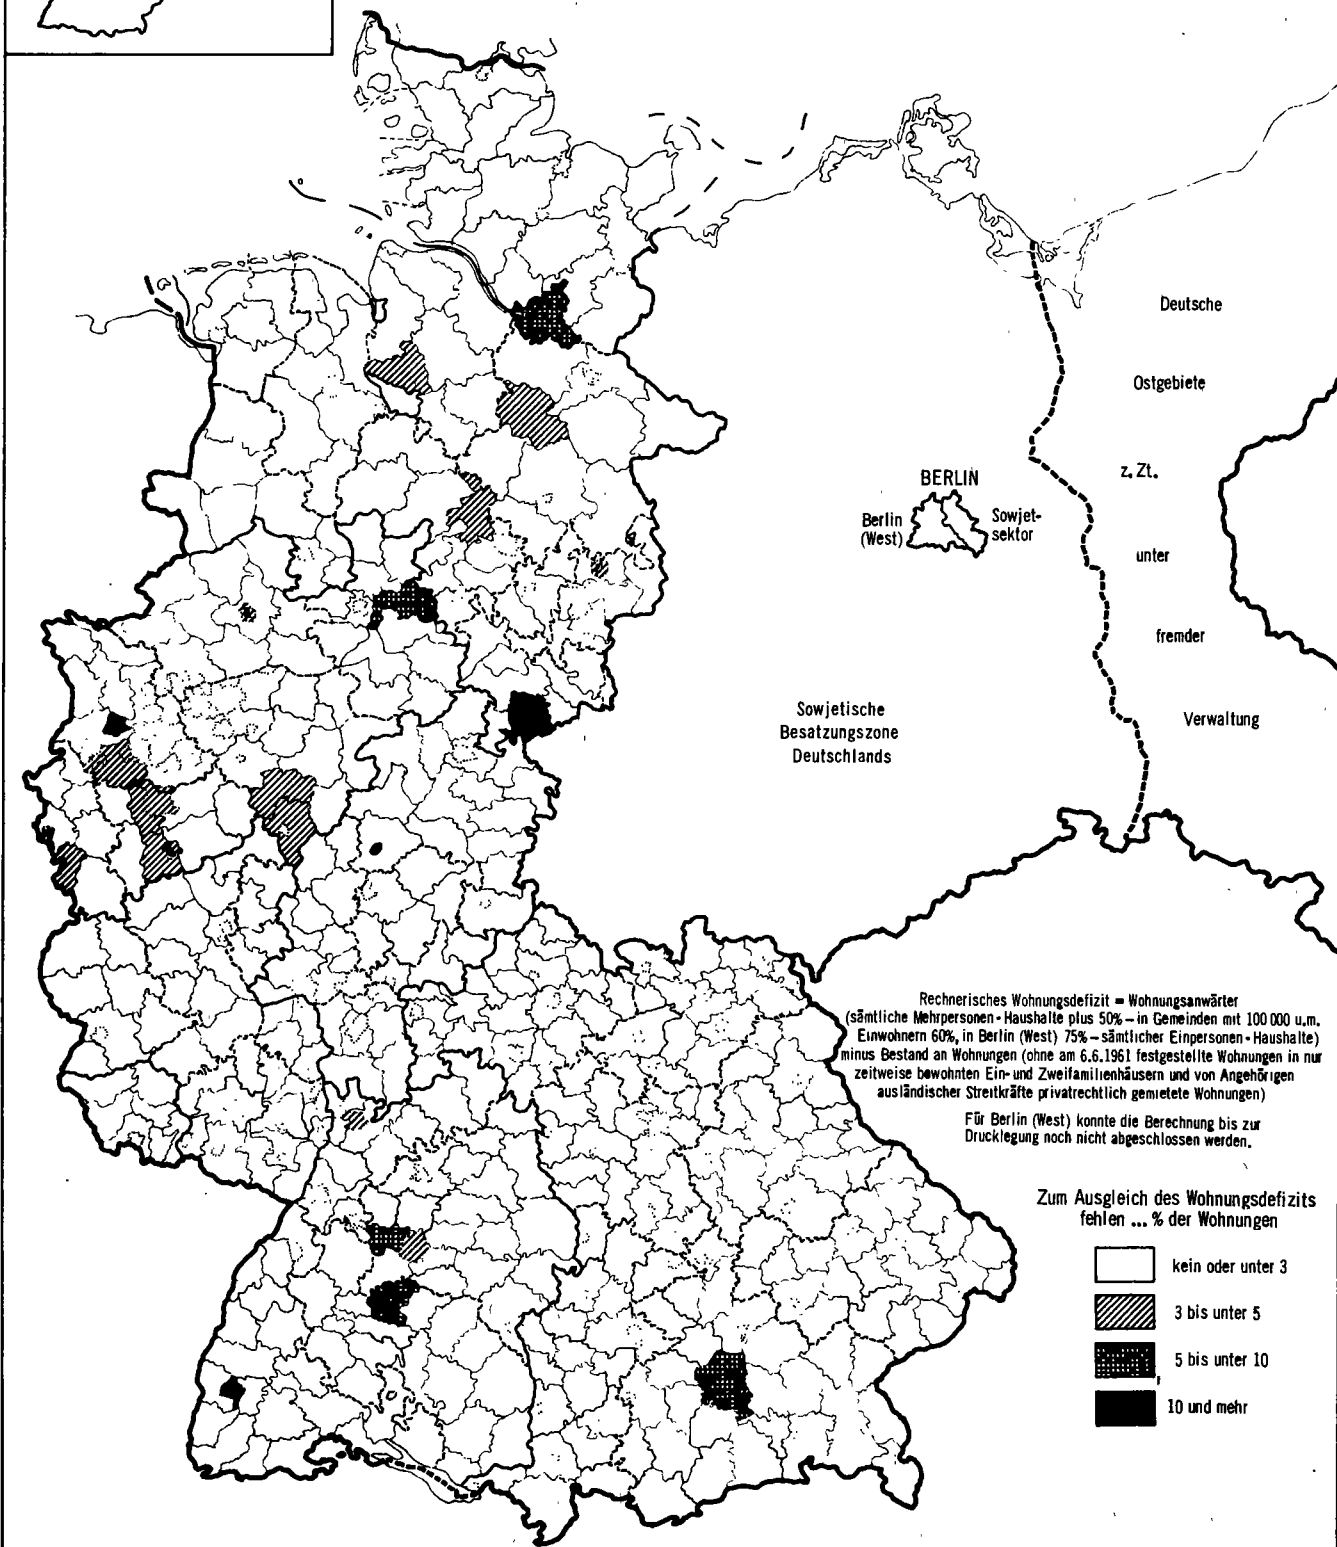 Deutsche
Ostgebiete
z. Zt.
unter
fremder
Verwaltung
BERLIN
Berlin
(West)
Sowjet-
sektor
Sowjetische
Besatzungszone
Deutschlands
Rechnerisches Wohnungsdefizit = Wohnungsanwärter
(sämtliche Mehrpersonen-Haushalte plus 50% – in Gemeinden mit 100 000 u.m.
Einwohnern 60%, in Berlin (West) 75% – sämtlicher Einpersonen-Haushalte)
minus Bestand an Wohnungen (ohne am 6.6.1961 festgestellte Wohnungen in nur
zeitweise bewohnten Ein- und Zweifamilienhäusern und von Angehörigen
ausländischer Streitkräfte privatrechtlich gemietete Wohnungen)
Für Berlin (West) konnte die Berechnung bis zur
Drucklegung noch nicht abgeschlossen werden.
Zum Ausgleich des Wohnungsdefizits
fehlen ... % der Wohnungen
kein oder unter 3
3 bis unter 5
5 bis unter 10
10 und mehr